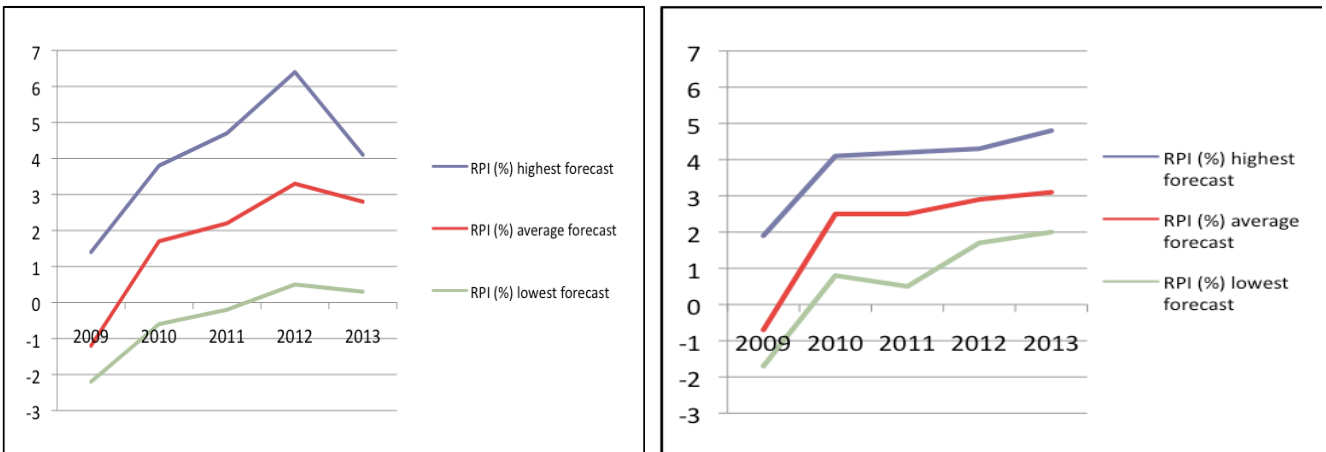 7
6
5
4
3
2
1
0
-1
-2
-3
2009 2010 2011 2012 2013
RPI (%) highest forecast
RPI (%) average forecast
RPI (%) lowest forecast
7
6
5
4
3
2
1
0
-1
-2
-3
2009 2010 2011 2012 2013
RPI (%) highest
forecast
RPI (%) average
forecast
RPI (%) lowest
forecast